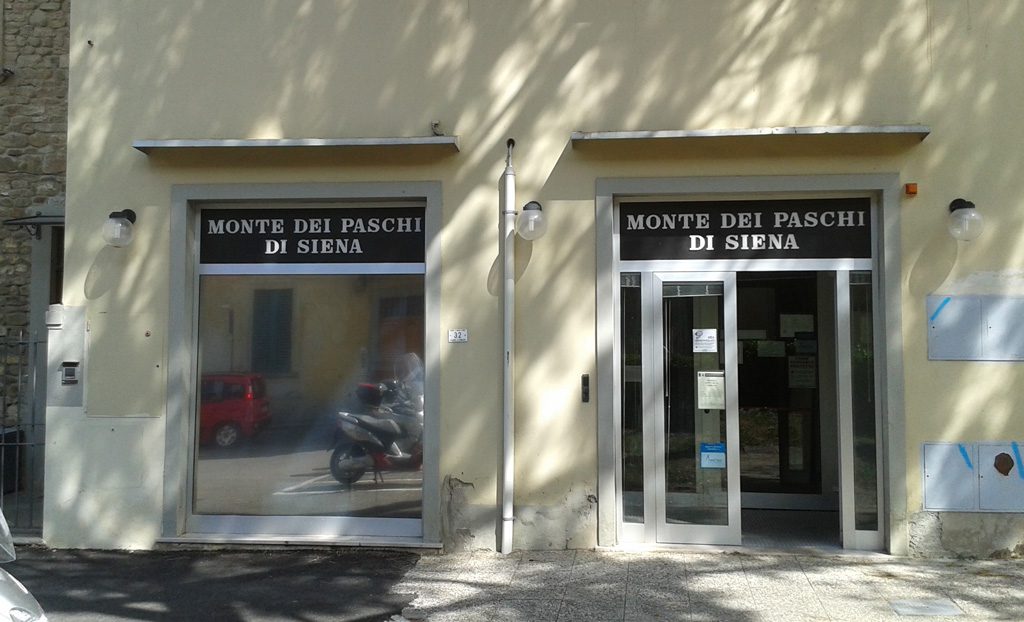 MONTE DEI PASCHI
DI SIENA
MONTE DEI PASCHI
DI SIENA
32